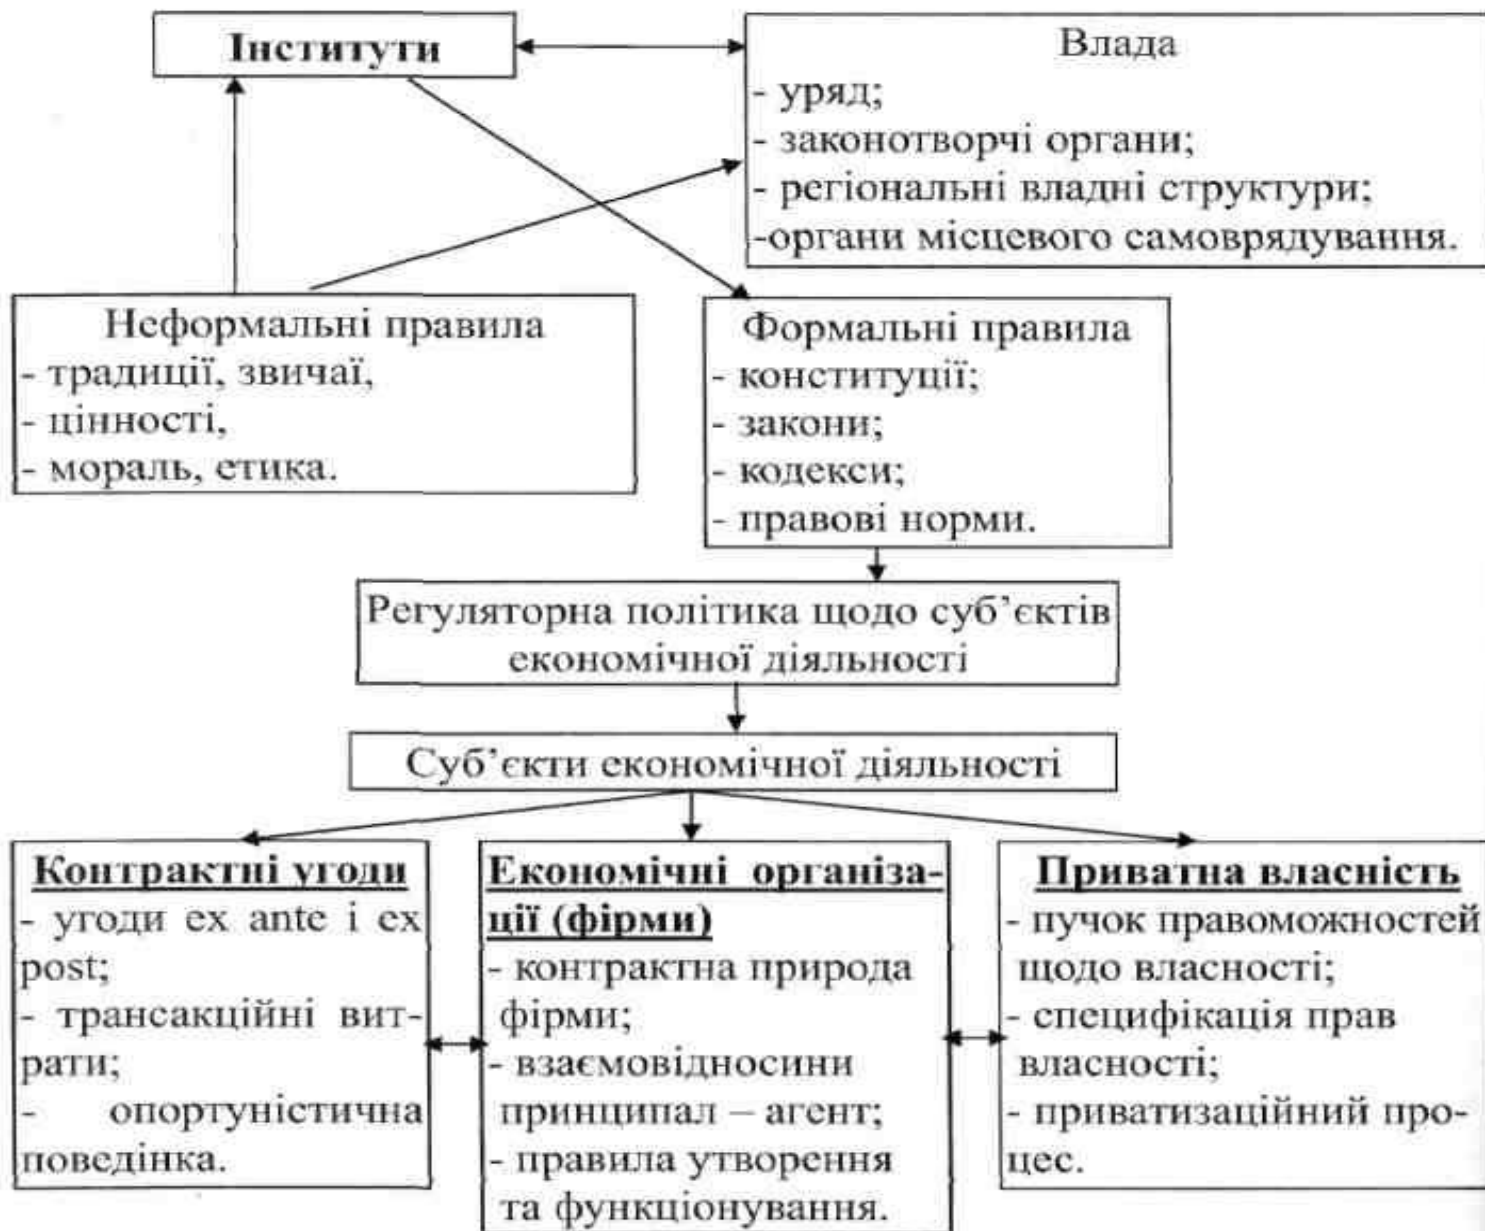 Інститути
Влада
- уряд;
- законотворчі органи;
- регіональні владні структури;
-органи місцевого самоврядування.
Неформальні правила
- традиції, звичаї,
- цінності,
- мораль, етика.
Формальні правила
- конституції;
- закони;
- кодекси;
- правові норми.
Регуляторна політика щодо суб’єктів
економічної діяльності
Суб’єкти економічної діяльності
Контрактні угоди
- угоди ex ante і ex
post;
- трансакційні вит-
рати;
- опортуністична
поведінка.
Економічні організа-
ції (фірми)
- контрактна природа
фірми;
- взаємовідносини
принципал – агент;
- правила утворення
та функціонування.
Приватна власність
- пучок правоможностей
щодо власності;
- специфікація прав
власності;
- приватизаційний про-
цес.